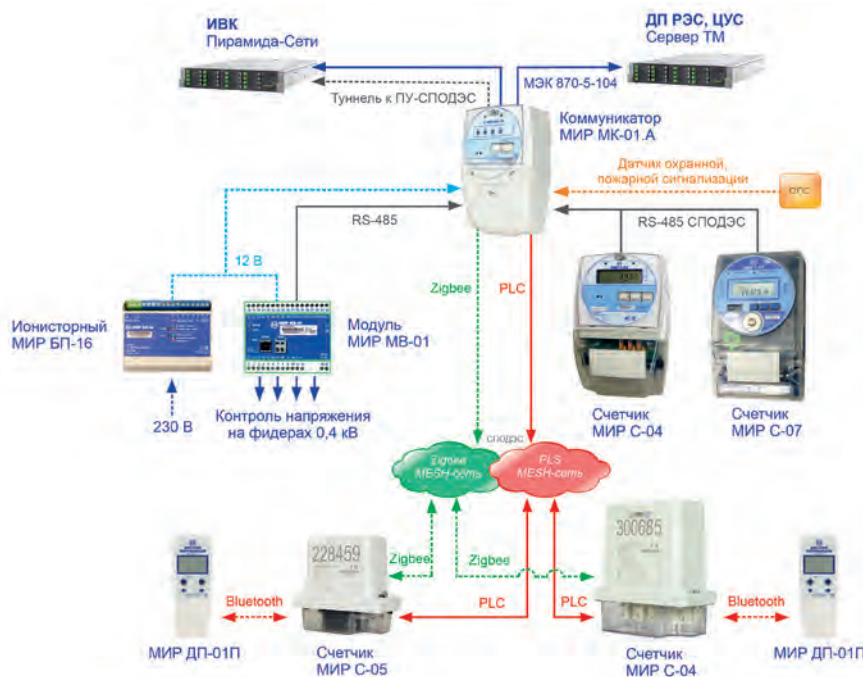 ИВК
Пирамида-Сети
ДП РЭС, ЦУС
Сервер ТМ
МЭК 870-5-104
Туннель к ПУ-СПОДЭС
Коммуникатор
МИР МК-01.А
Датчик охранной,
пожарной сигнализации
ОПС
RS-485
RS-485 СПОДЭС
12 В
Zigbee
PLC
Ионисторный
МИР БП-16
Модуль
МИР МВ-01
230 В
Контроль напряжения
на фидерах 0,4 кВ
Счетчик
МИР С-04
Счетчик
МИР С-07
СПОДЭС
Zigbee
MESH-сеть
PLS
MESH-сеть
228459
300685
Zigbee
Zigbee
Bluetooth
PLC
PLC
Bluetooth
МИР ДП-01П
Счетчик
МИР С-05
Счетчик
МИР С-04
МИР ДП-01П